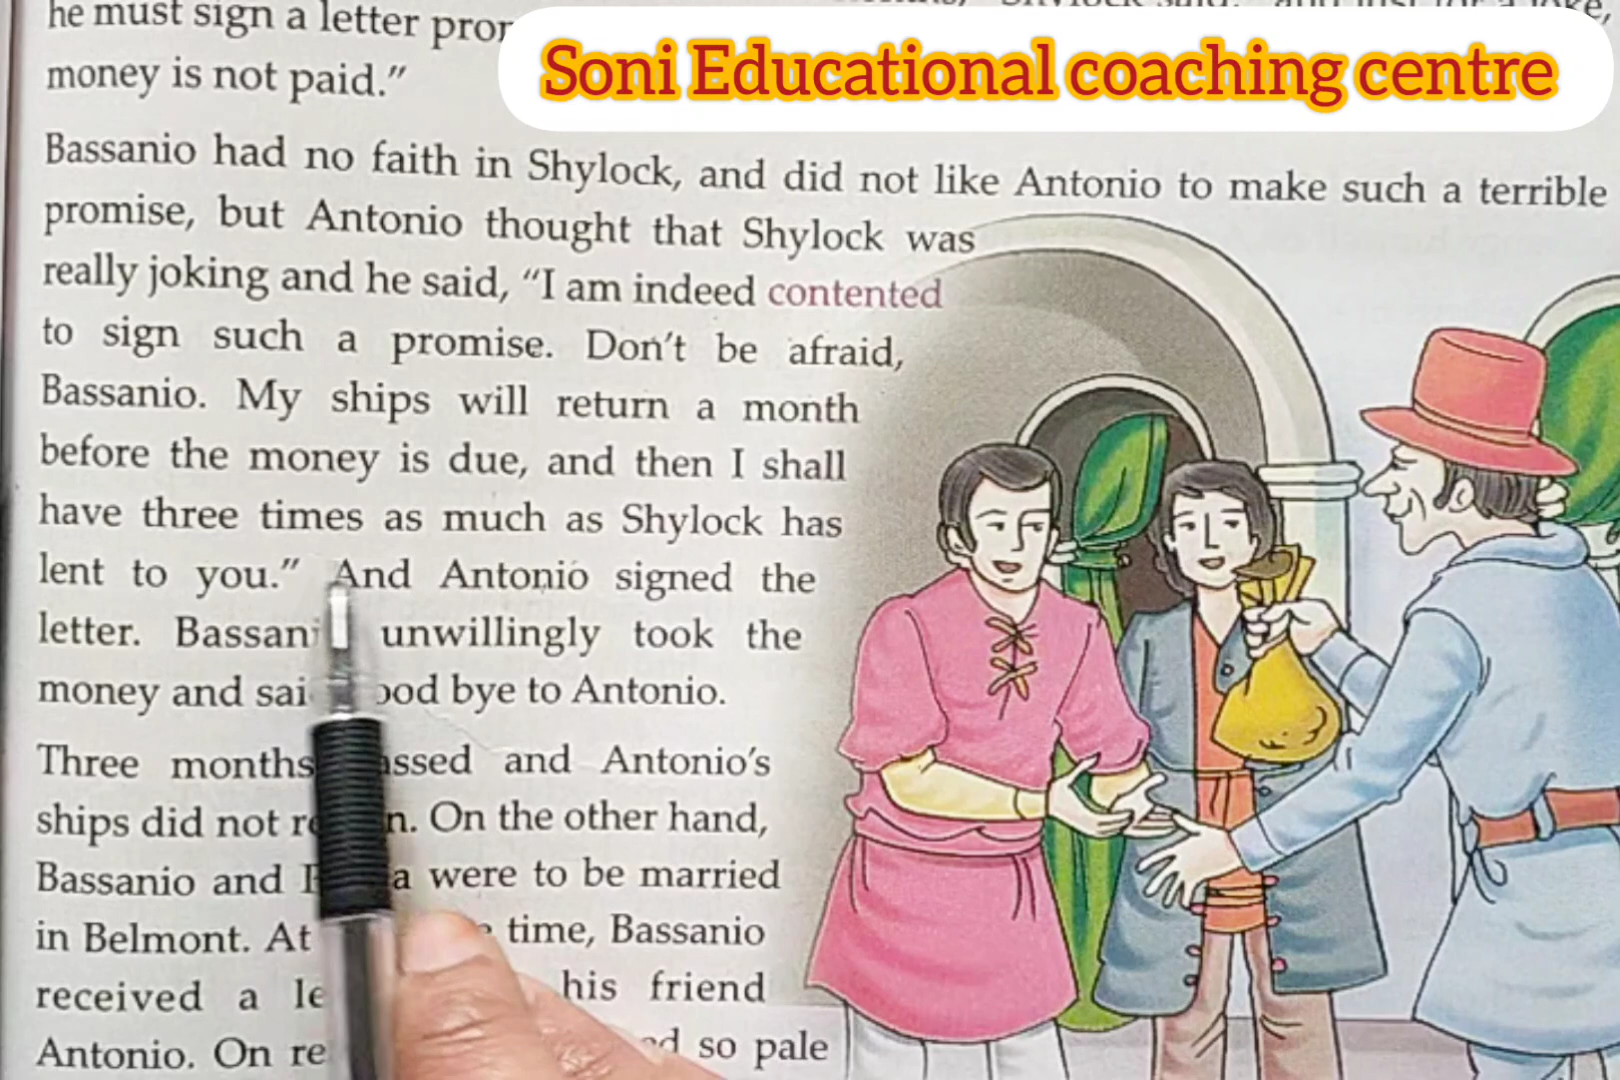 he must sign a letter
Soni Educational coaching centre
money is not paid."
Bassanio had no faith in Shylock, and did not like Antonio to make such a terrible
promise, but Antonio thought that Shylock was
really joking and he said, "I am indeed contented
to sign such a promise. Don't be afraid,
Bassanio. My ships will return a month
before the money is due, and then I shall
have three times as much as Shylock has
lent to you." And Antonio signed the
letter. unwillingly took the
money and bye to Antonio.
Three months and Antonio's
ships did not On the other hand,
Bassanio and were to be married
in Belmont. At time, Bassanio
received a his friend
Antonio. On so pale